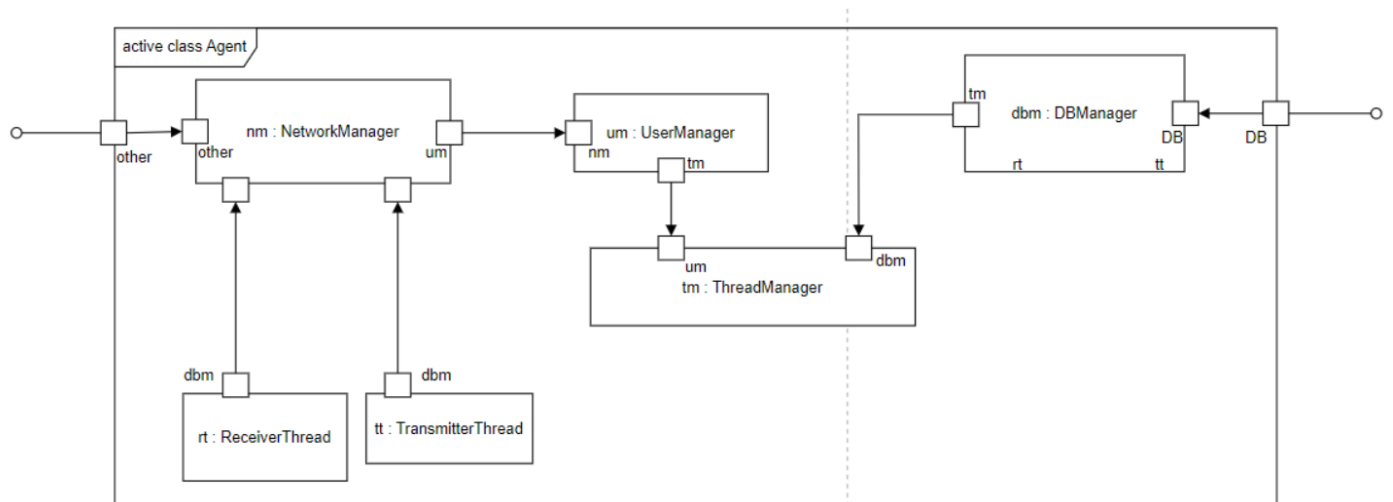 active class Agent
tm
nm : NetworkManager
um : UserManager
dbm : DBManager
other
other
um
nm
tm
DB
DB
rt
tt
um
dbm
tm : ThreadManager
dbm
dbm
rt : ReceiverThread
tt : TransmitterThread